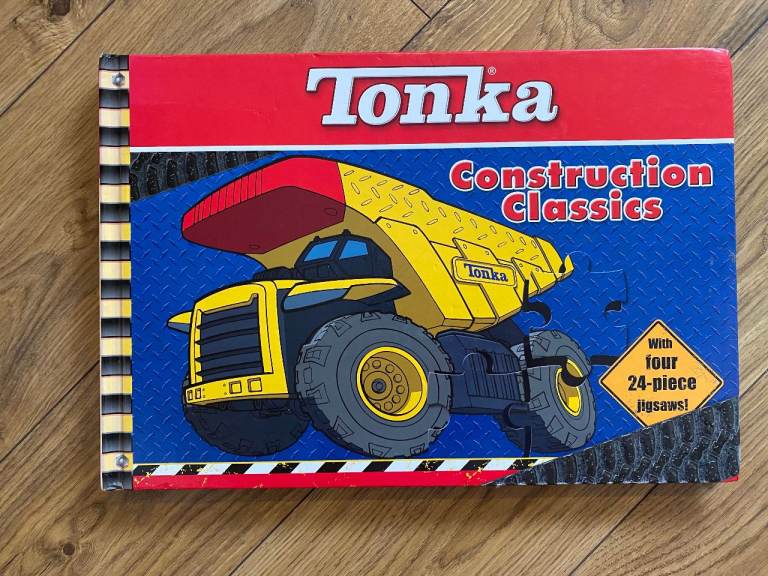 Tonka®
Construction
Classics
Tonka
With
four
24-piece
jigsaws!